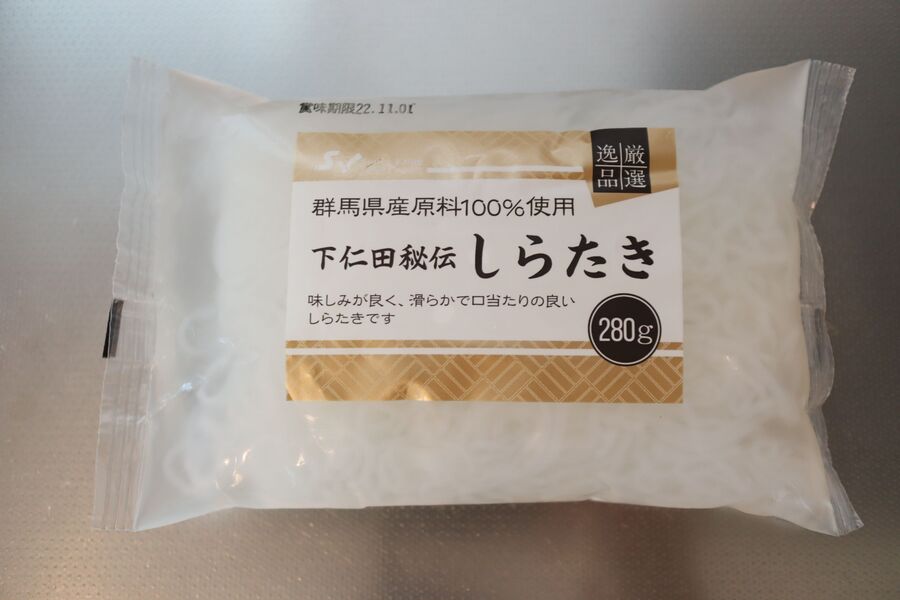 賞味期限22.11.01
厳選
逸品
群馬県産原料100%使用
下仁田秘伝 しらたき
味しみが良く、滑らかで口当たりの良い
しらたきです
280g